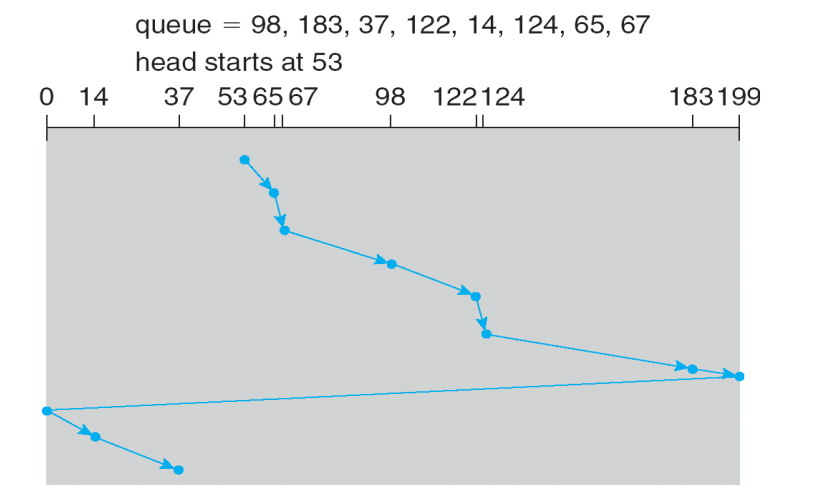 queue = 98, 183, 37, 122, 14, 124, 65, 67
head starts at 53
0 14 37 53 65 67 98 122 124 183 199